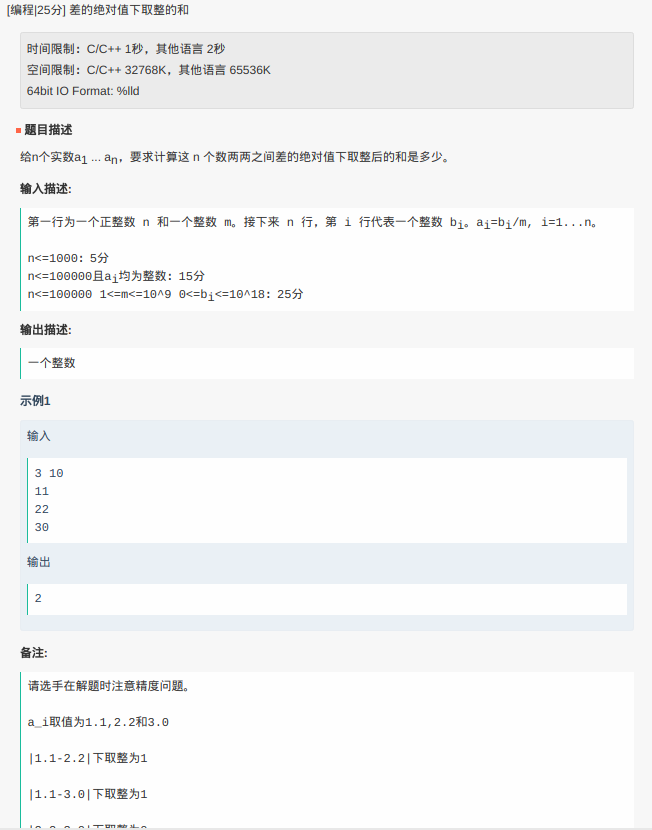 [编程|25分] 差的绝对值下取整的和
时间限制：C/C++ 1秒，其他语言 2秒
空间限制：C/C++ 32768K，其他语言 65536K
64bit IO Format: %lld
题目描述
给n个实数a1 ... an，要求计算这 n 个数两两之间差的绝对值下取整后的和是多少。
输入描述:
第一行为一个正整数 n 和一个整数 m。接下来 n 行，第 i 行代表一个整数 bi。ai=bi/m, i=1...n。
n<=1000：5分
n<=100000且ai均为整数：15分
n<=100000 1<=m<=10^9 0<=bi<=10^18：25分
输出描述:
一个整数
示例1
输入
3 10
11
22
30
输出
2
备注:
请选手在解题时注意精度问题。
a_i取值为1.1,2.2和3.0
|1.1-2.2|下取整为1
|1.1-3.0|下取整为1